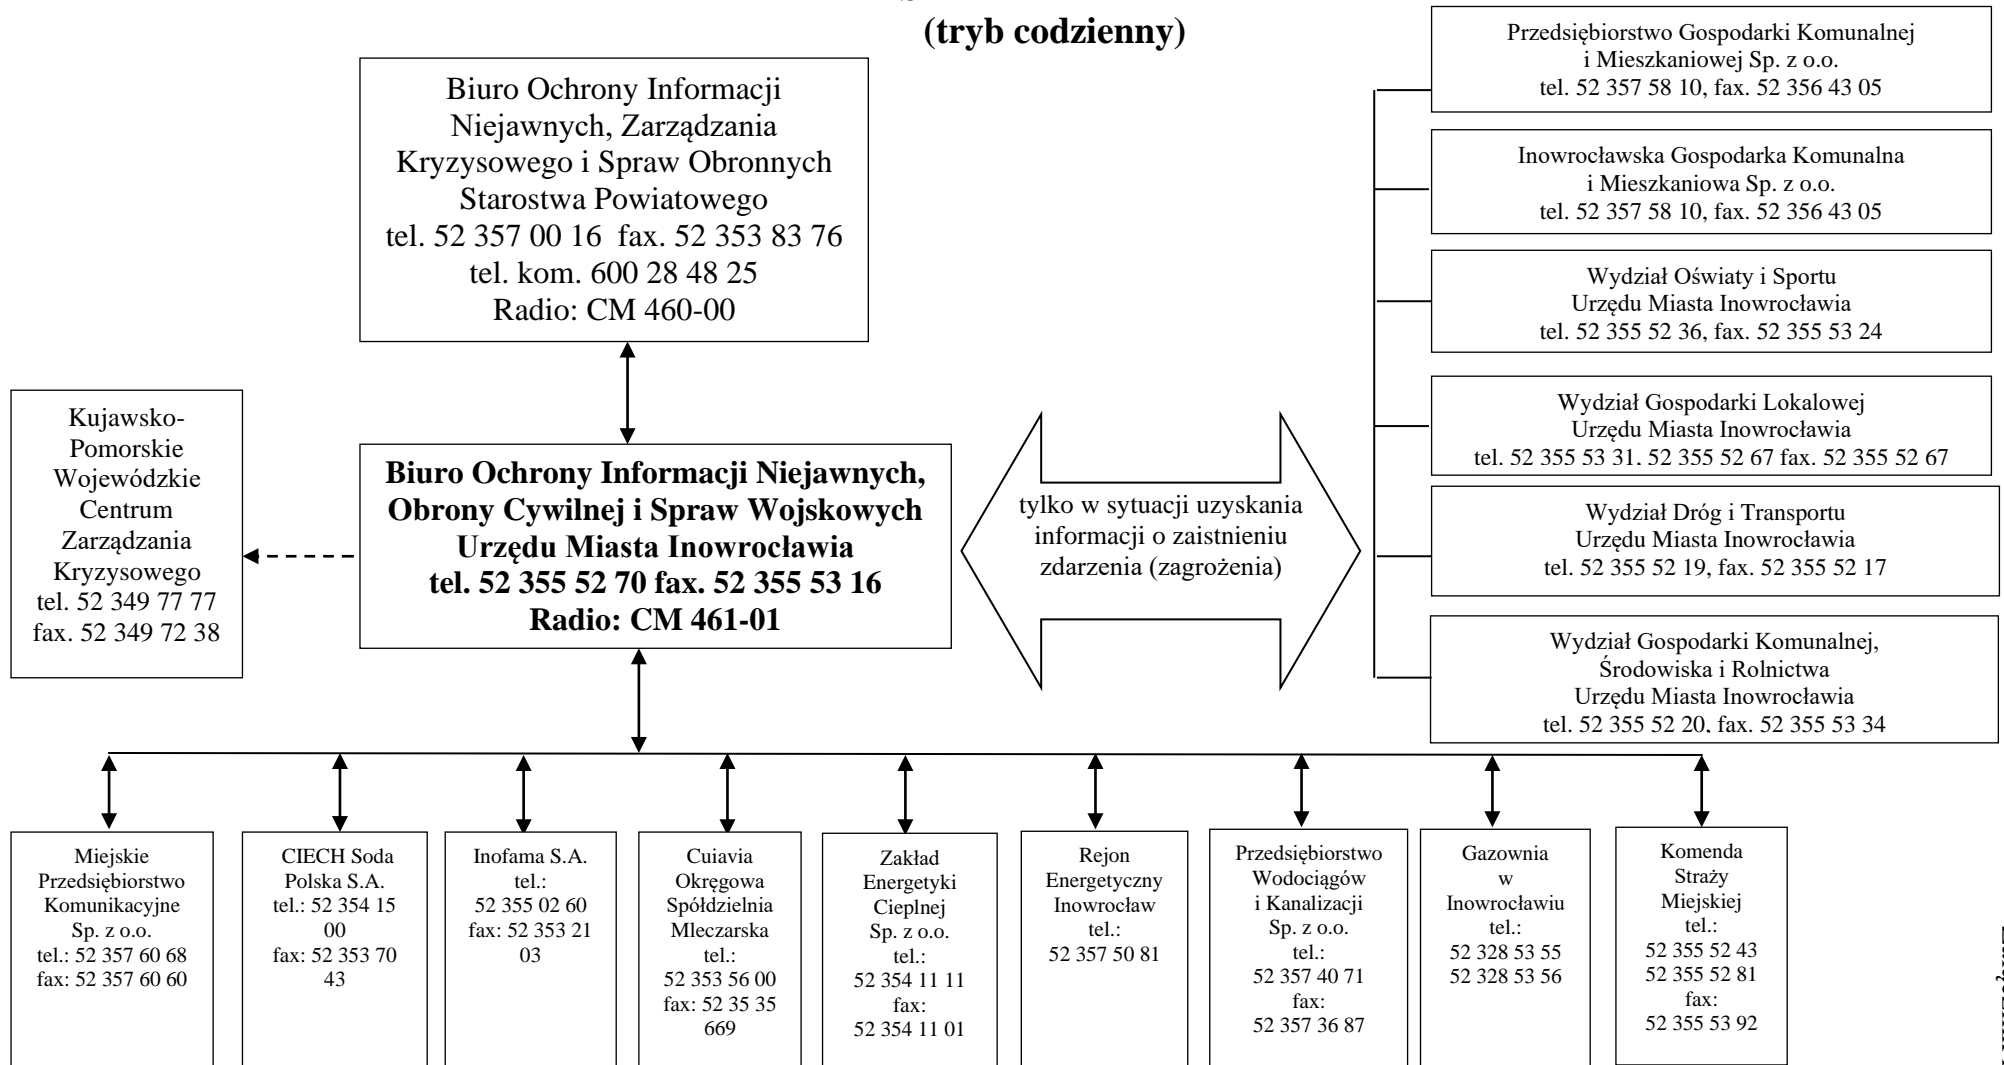 (tryb codzienny)
Biuro Ochrony Informacji
Niejawnych, Zarządzania
Kryzysowego i Spraw Obronnych
Starostwa Powiatowego
tel. 52 357 00 16  fax. 52 353 83 76
tel. kom. 600 28 48 25
Radio: CM 460-00
Przedsiębiorstwo Gospodarki Komunalnej
i Mieszkaniowej Sp. z o.o.
tel. 52 357 58 10, fax. 52 356 43 05
Inowrocławska Gospodarka Komunalna
i Mieszkaniowa Sp. z o.o.
tel. 52 357 58 10, fax. 52 356 43 05
Wydział Oświaty i Sportu
Urzędu Miasta Inowrocławia
tel. 52 355 52 36, fax. 52 355 53 24
Wydział Gospodarki Lokalowej
Urzędu Miasta Inowrocławia
tel. 52 355 53 31, 52 355 52 67 fax. 52 355 52 67
Wydział Dróg i Transportu
Urzędu Miasta Inowrocławia
tel. 52 355 52 19, fax. 52 355 52 17
Wydział Gospodarki Komunalnej,
Środowiska i Rolnictwa
Urzędu Miasta Inowrocławia
tel. 52 355 52 20, fax. 52 355 53 34
Kujawsko-
Pomorskie
Wojewódzkie
Centrum
Zarządzania
Kryzysowego
tel. 52 349 77 77
fax. 52 349 72 38
Biuro Ochrony Informacji Niejawnych,
Obrony Cywilnej i Spraw Wojskowych
Urzędu Miasta Inowrocławia
tel. 52 355 52 70 fax. 52 355 53 16
Radio: CM 461-01
tylko w sytuacji uzyskania
informacji o zaistnieniu
zdarzenia (zagrożenia)
Miejskie
Przedsiębiorstwo
Komunikacyjne
Sp. z o.o.
tel.: 52 357 60 68
fax: 52 357 60 60
CIECH Soda
Polska S.A.
tel.: 52 354 15
00
fax: 52 353 70
43
Inofama S.A.
tel.:
52 355 02 60
fax: 52 353 21
03
Cuiavia
Okręgowa
Spółdzielnia
Mleczarska
tel.:
52 353 56 00
fax: 52 35 35
669
Zakład
Energetyki
Cieplnej
Sp. z o.o.
tel.:
52 354 11 11
fax:
52 354 11 01
Rejon
Energetyczny
Inowrocław
tel.:
52 357 50 81
Przedsiębiorstwo
Wodociągów
i Kanalizacji
Sp. z o.o.
tel.:
52 357 40 71
fax:
52 357 36 87
Gazownia
w
Inowrocławiu
tel.:
52 328 53 55
52 328 53 56
Komenda
Straży
Miejskiej
tel.:
52 355 52 43
52 355 52 81
fax:
52 355 53 92